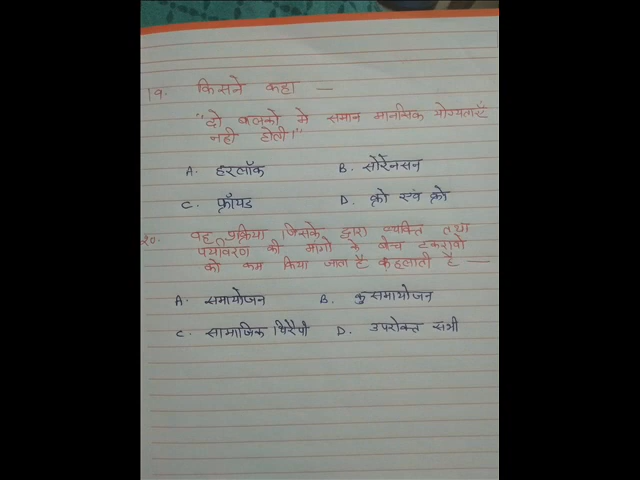 19. किसने कहा —
"दो बालको मे समान मानसिक योग्यताएँ
नही होती।"
A. हरलॉक B. सोरेनसन
C. फ्रॉयड D. क्रो एवं क्रो
20. वह प्रक्रिया जिसके द्वारा व्यक्ति तथा
पर्यावरण की मांगो के बीच टकरावो
को कम किया जाता है कहलाती है —
A. समायोजन B. कुसमायोजन
C. सामाजिक थिरैपी D. उपरोक्त सभी